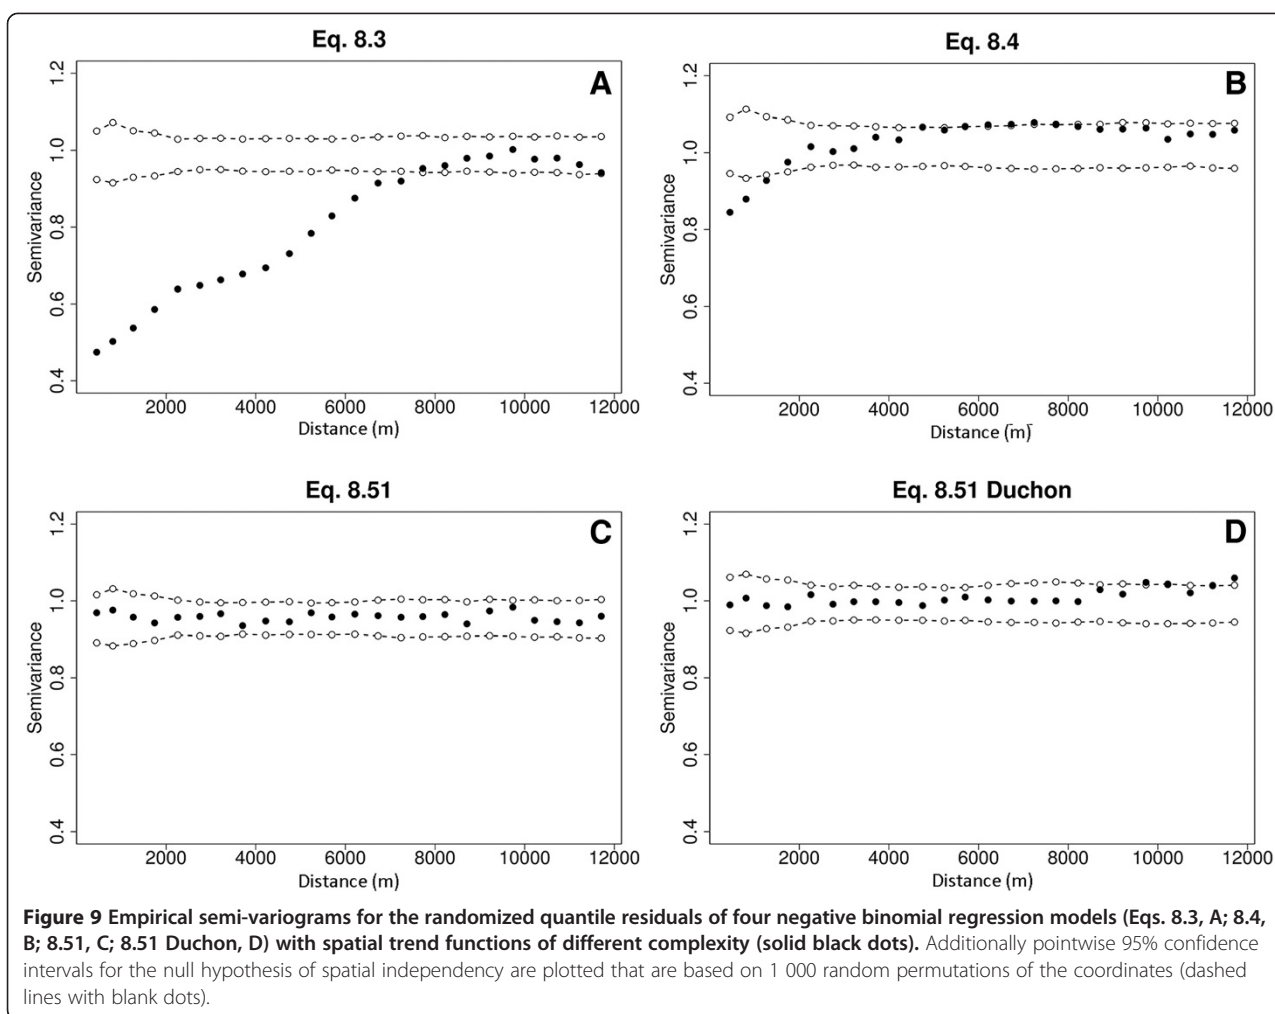 Eq. 8.3
A
Semivariance
0.4 0.6 0.8 1.0 1.2
2000 4000 6000 8000 10000 12000
Distance (m)
Eq. 8.4
B
Semivariance
0.4 0.6 0.8 1.0 1.2
2000 4000 6000 8000 10000 12000
Distance (m)
Eq. 8.51
C
Semivariance
0.4 0.6 0.8 1.0 1.2
2000 4000 6000 8000 10000 12000
Distance (m)
Eq. 8.51 Duchon
D
Semivariance
0.4 0.6 0.8 1.0 1.2
2000 4000 6000 8000 10000 12000
Distance (m)
Figure 9 Empirical semi-variograms for the randomized quantile residuals of four negative binomial regression models (Eqs. 8.3, A; 8.4,
B; 8.51, C; 8.51 Duchon, D) with spatial trend functions of different complexity (solid black dots). Additionally pointwise 95% confidence
intervals for the null hypothesis of spatial independency are plotted that are based on 1 000 random permutations of the coordinates (dashed
lines with blank dots).